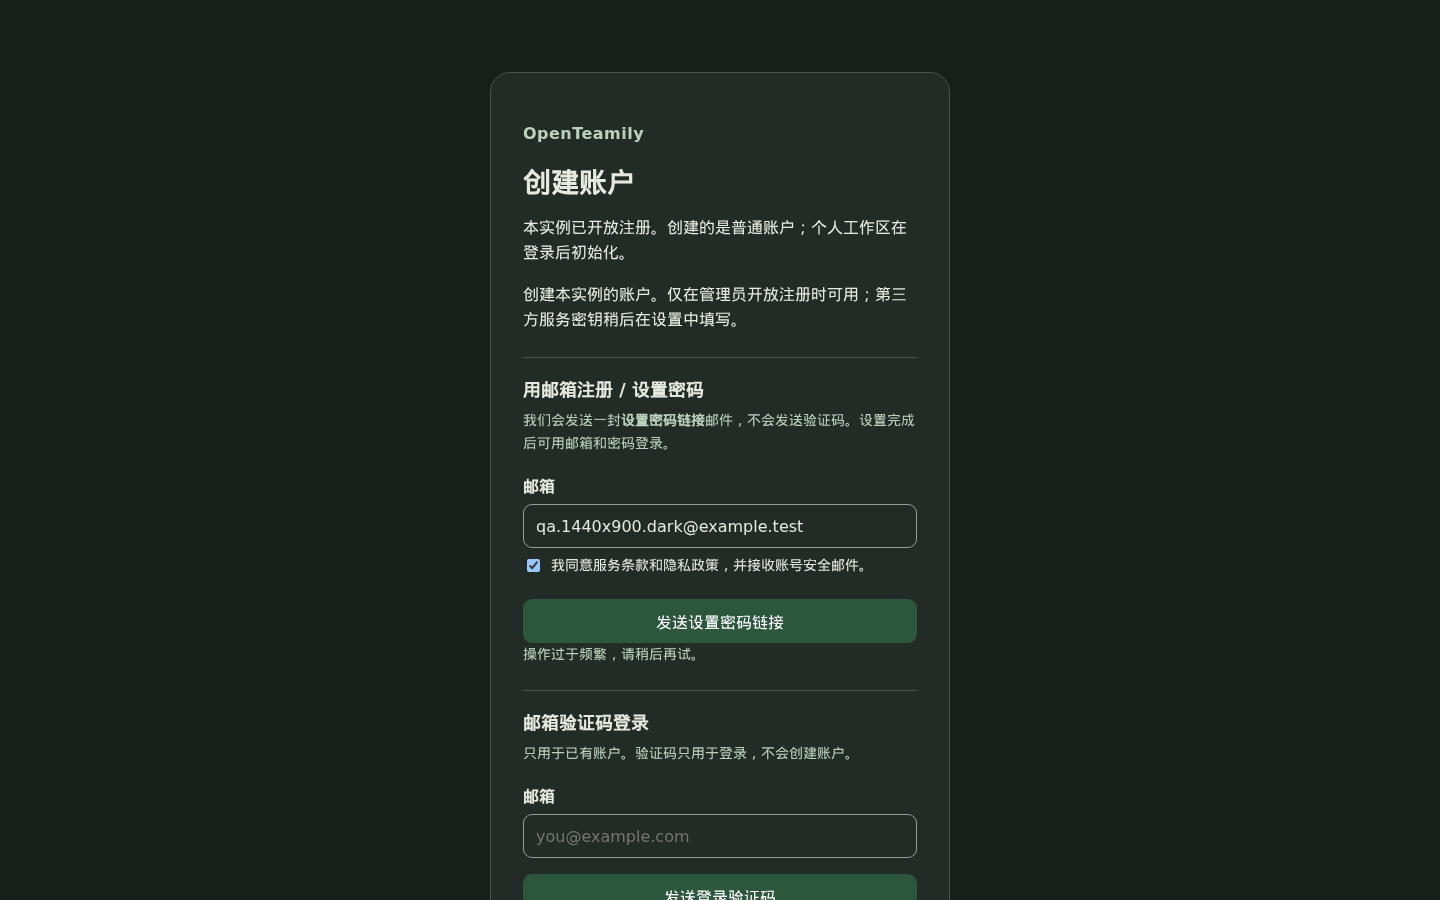 OpenTeamily
创建账户
本实例已开放注册。创建的是普通账户；个人工作区在
登录后初始化。
创建本实例的账户。仅在管理员开放注册时可用；第三
方服务密钥稍后在设置中填写。
用邮箱注册 / 设置密码
我们会发送一封设置密码链接邮件，不会发送验证码。设置完成
后可用邮箱和密码登录。
邮箱
qa.1440x900.dark@example.test
我同意服务条款和隐私政策，并接收账号安全邮件。
发送设置密码链接
操作过于频繁，请稍后再试。
邮箱验证码登录
只用于已有账户。验证码只用于登录，不会创建账户。
邮箱
you@example.com
发送登录验证码